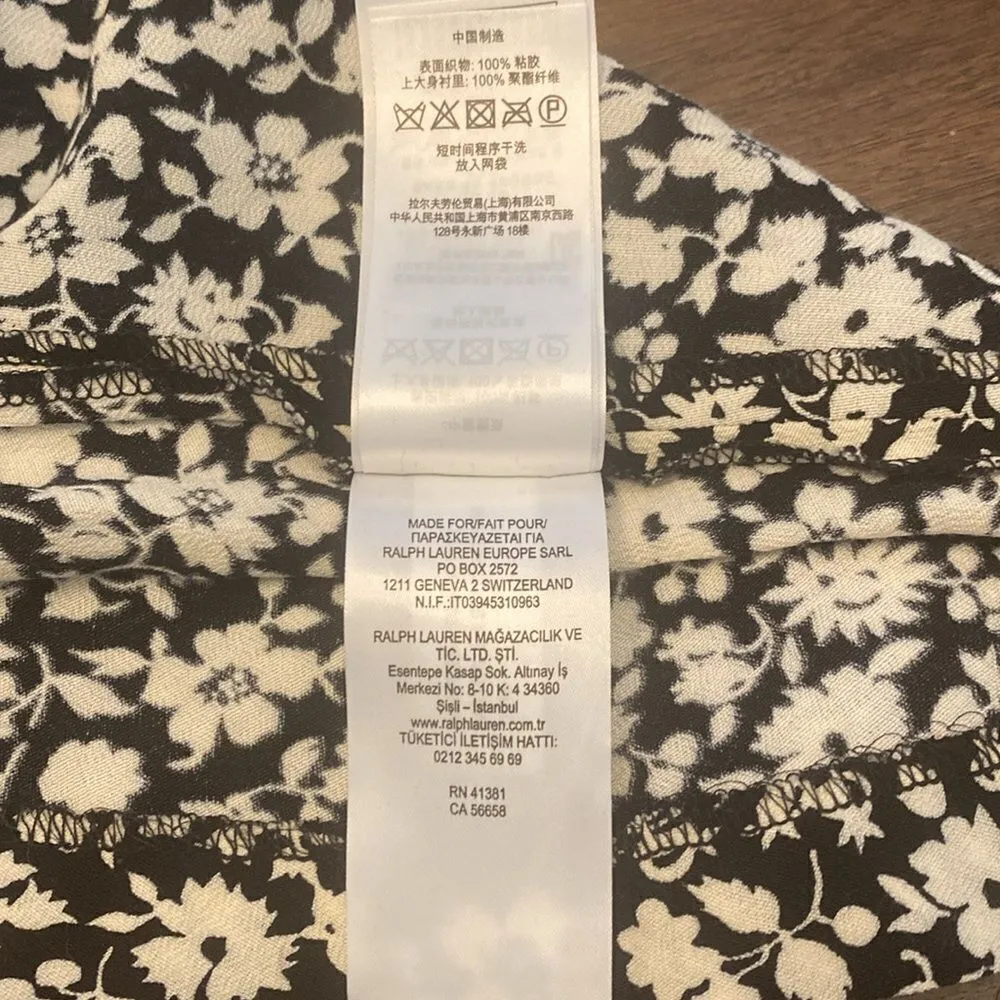 中国制造
表面织物: 100% 粘胶
上大身衬里: 100% 聚酯纤维
P
短时间程序干洗
放入网袋
拉尔夫劳伦贸易(上海)有限公司
中华人民共和国上海市黄浦区南京西路
128号永新广场 18楼
MADE FOR/FAIT POUR/
ΠΑΡΑΣΚΕΥΑΖΕΤΑΙ ΓΙΑ
RALPH LAUREN EUROPE SARL
PO BOX 2572
1211 GENEVA 2 SWITZERLAND
N.I.F.:IT03945310963
RALPH LAUREN MAĞAZACILIK VE
TİC. LTD. ŞTİ.
Esentepe Kasap Sok. Altınay İş
Merkezi No: 8-10 K: 4 34360
Şişli – İstanbul
www.ralphlauren.com.tr
TÜKETİCİ İLETİŞİM HATTI:
0212 345 69 69
RN 41381
CA 56658